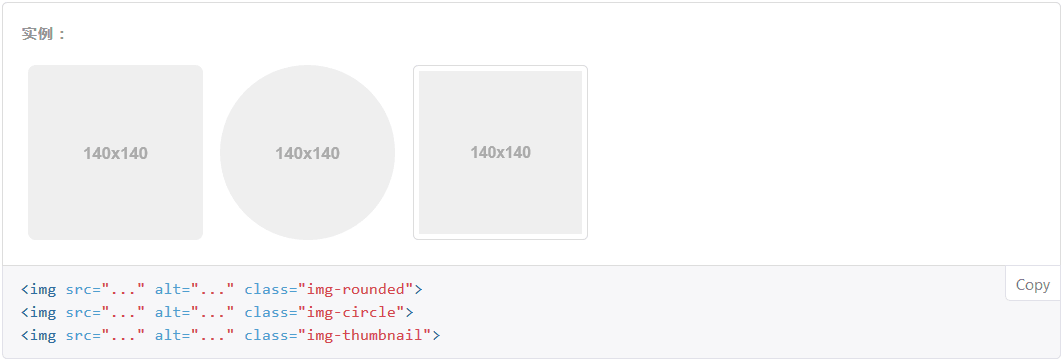 实例：
140x140 140x140 140x140
Copy
<img src="..." alt="..." class="img-rounded">
<img src="..." alt="..." class="img-circle">
<img src="..." alt="..." class="img-thumbnail">